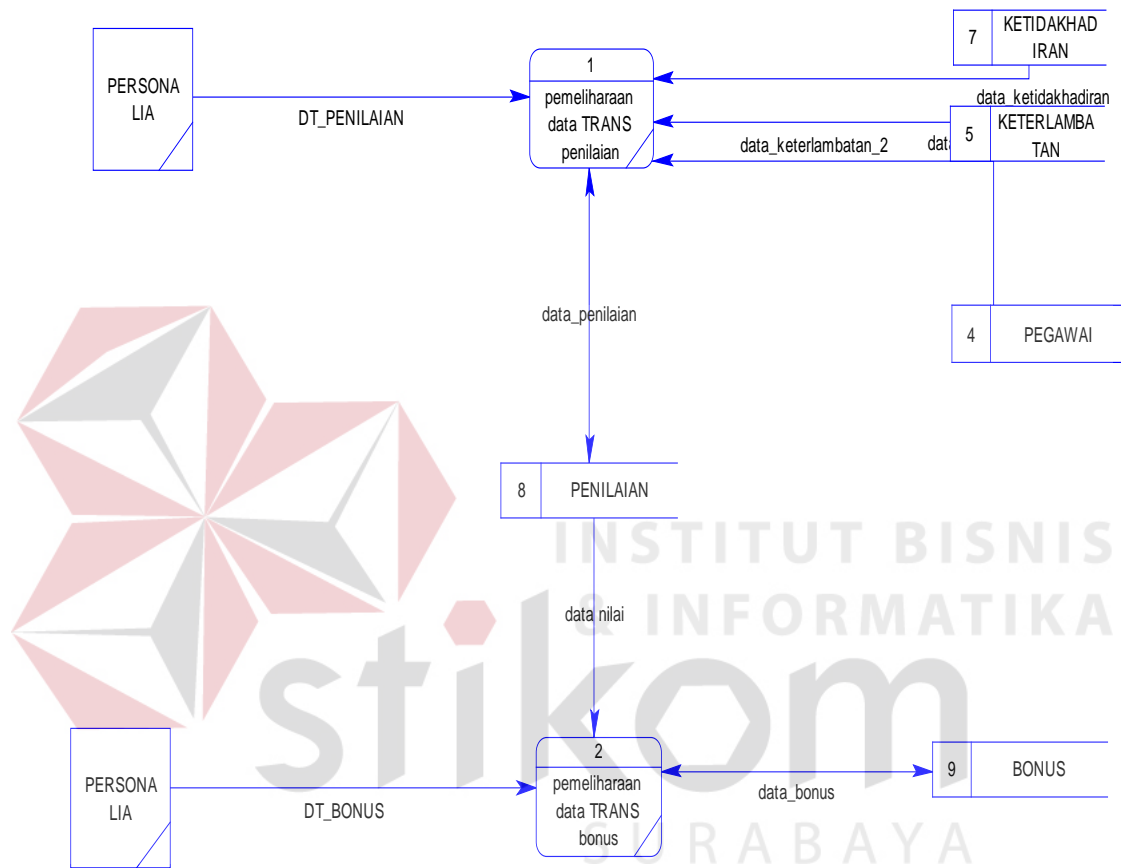 PERSONA
LIA
DT_PENILAIAN
1
pemeliharaan
data TRANS
penilaian
7
KETIDAKHAD
IRAN
data_ketidakhadiran
5
KETERLAMBA
TAN
data_keterlambatan_2
data_penilaian
4
PEGAWAI
8
PENILAIAN
INSTITUT BISNIS
& INFORMATIKA
data nilai
stikom
SURABAYA
PERSONA
LIA
DT_BONUS
2
pemeliharaan
data TRANS
bonus
data_bonus
9
BONUS